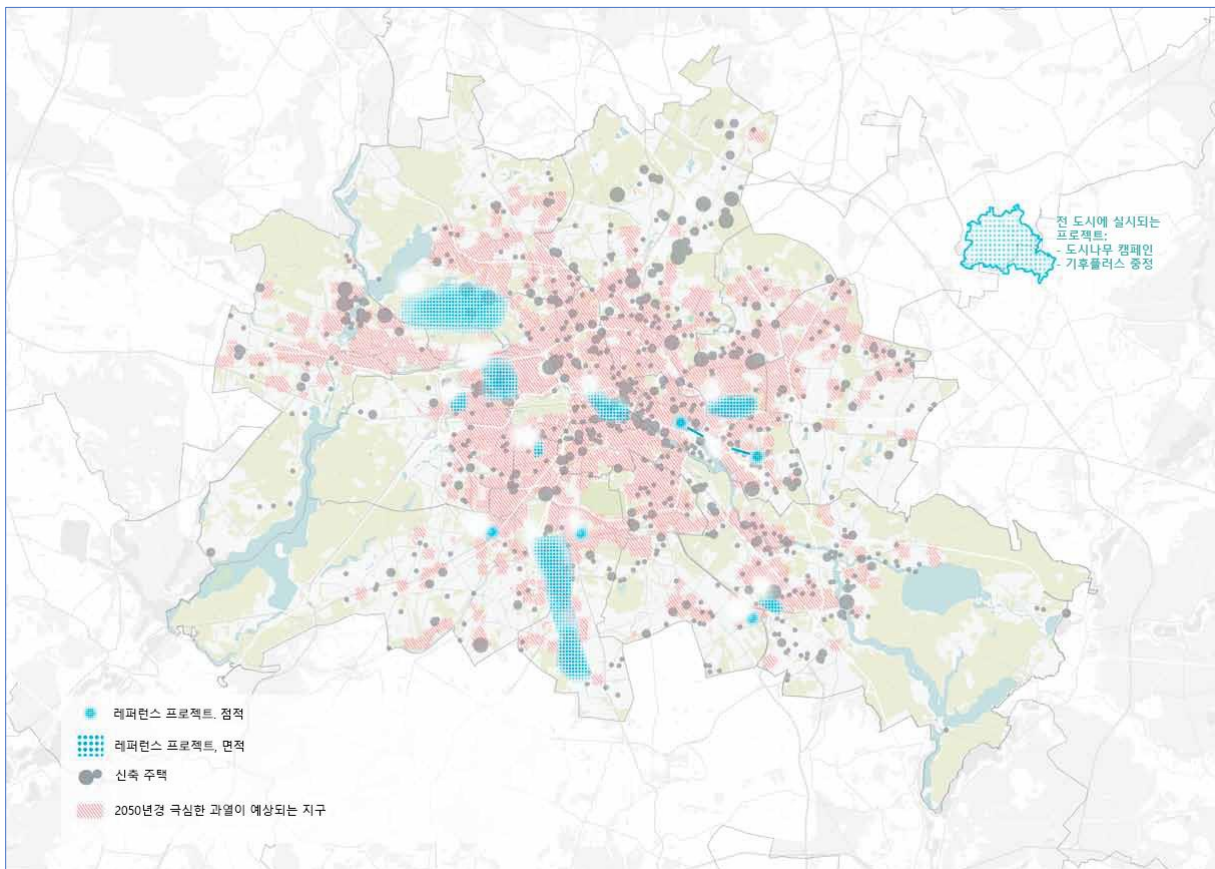 전 도시에 실시되는
프로젝트:
- 도시나무 캠페인
- 기후플러스 중정
레퍼런스 프로젝트. 점적
레퍼런스 프로젝트, 면적
신축 주택
2050년경 극심한 과열이 예상되는 지구